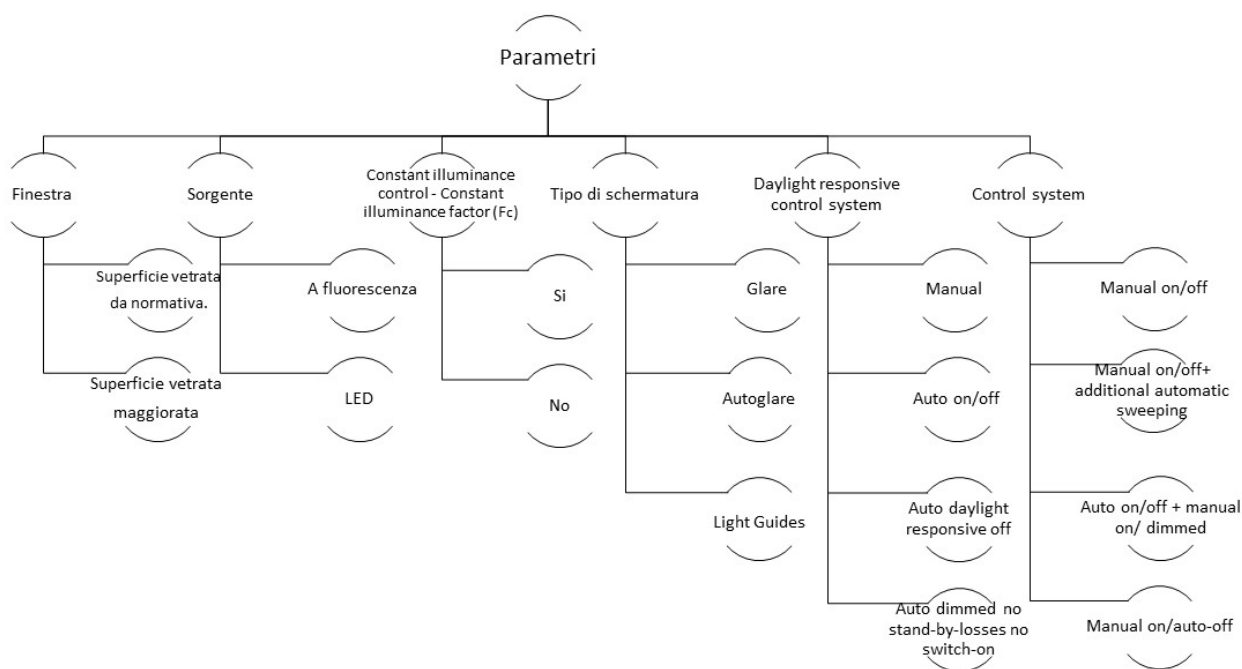 Parametri
Finestra
Superficie vetrata
da normativa.
Superficie vetrata
maggiorata
Sorgente
A fluorescenza
LED
Constant illuminance
control - Constant
illuminance factor (Fc)
Si
No
Tipo di schermatura
Glare
Autoglare
Light Guides
Daylight responsive
control system
Manual
Auto on/off
Auto daylight
responsive off
Auto dimmed no
stand-by-losses no
switch-on
Control system
Manual on/off
Manual on/off+
additional automatic
sweeping
Auto on/off + manual
on/ dimmed
Manual on/auto-off